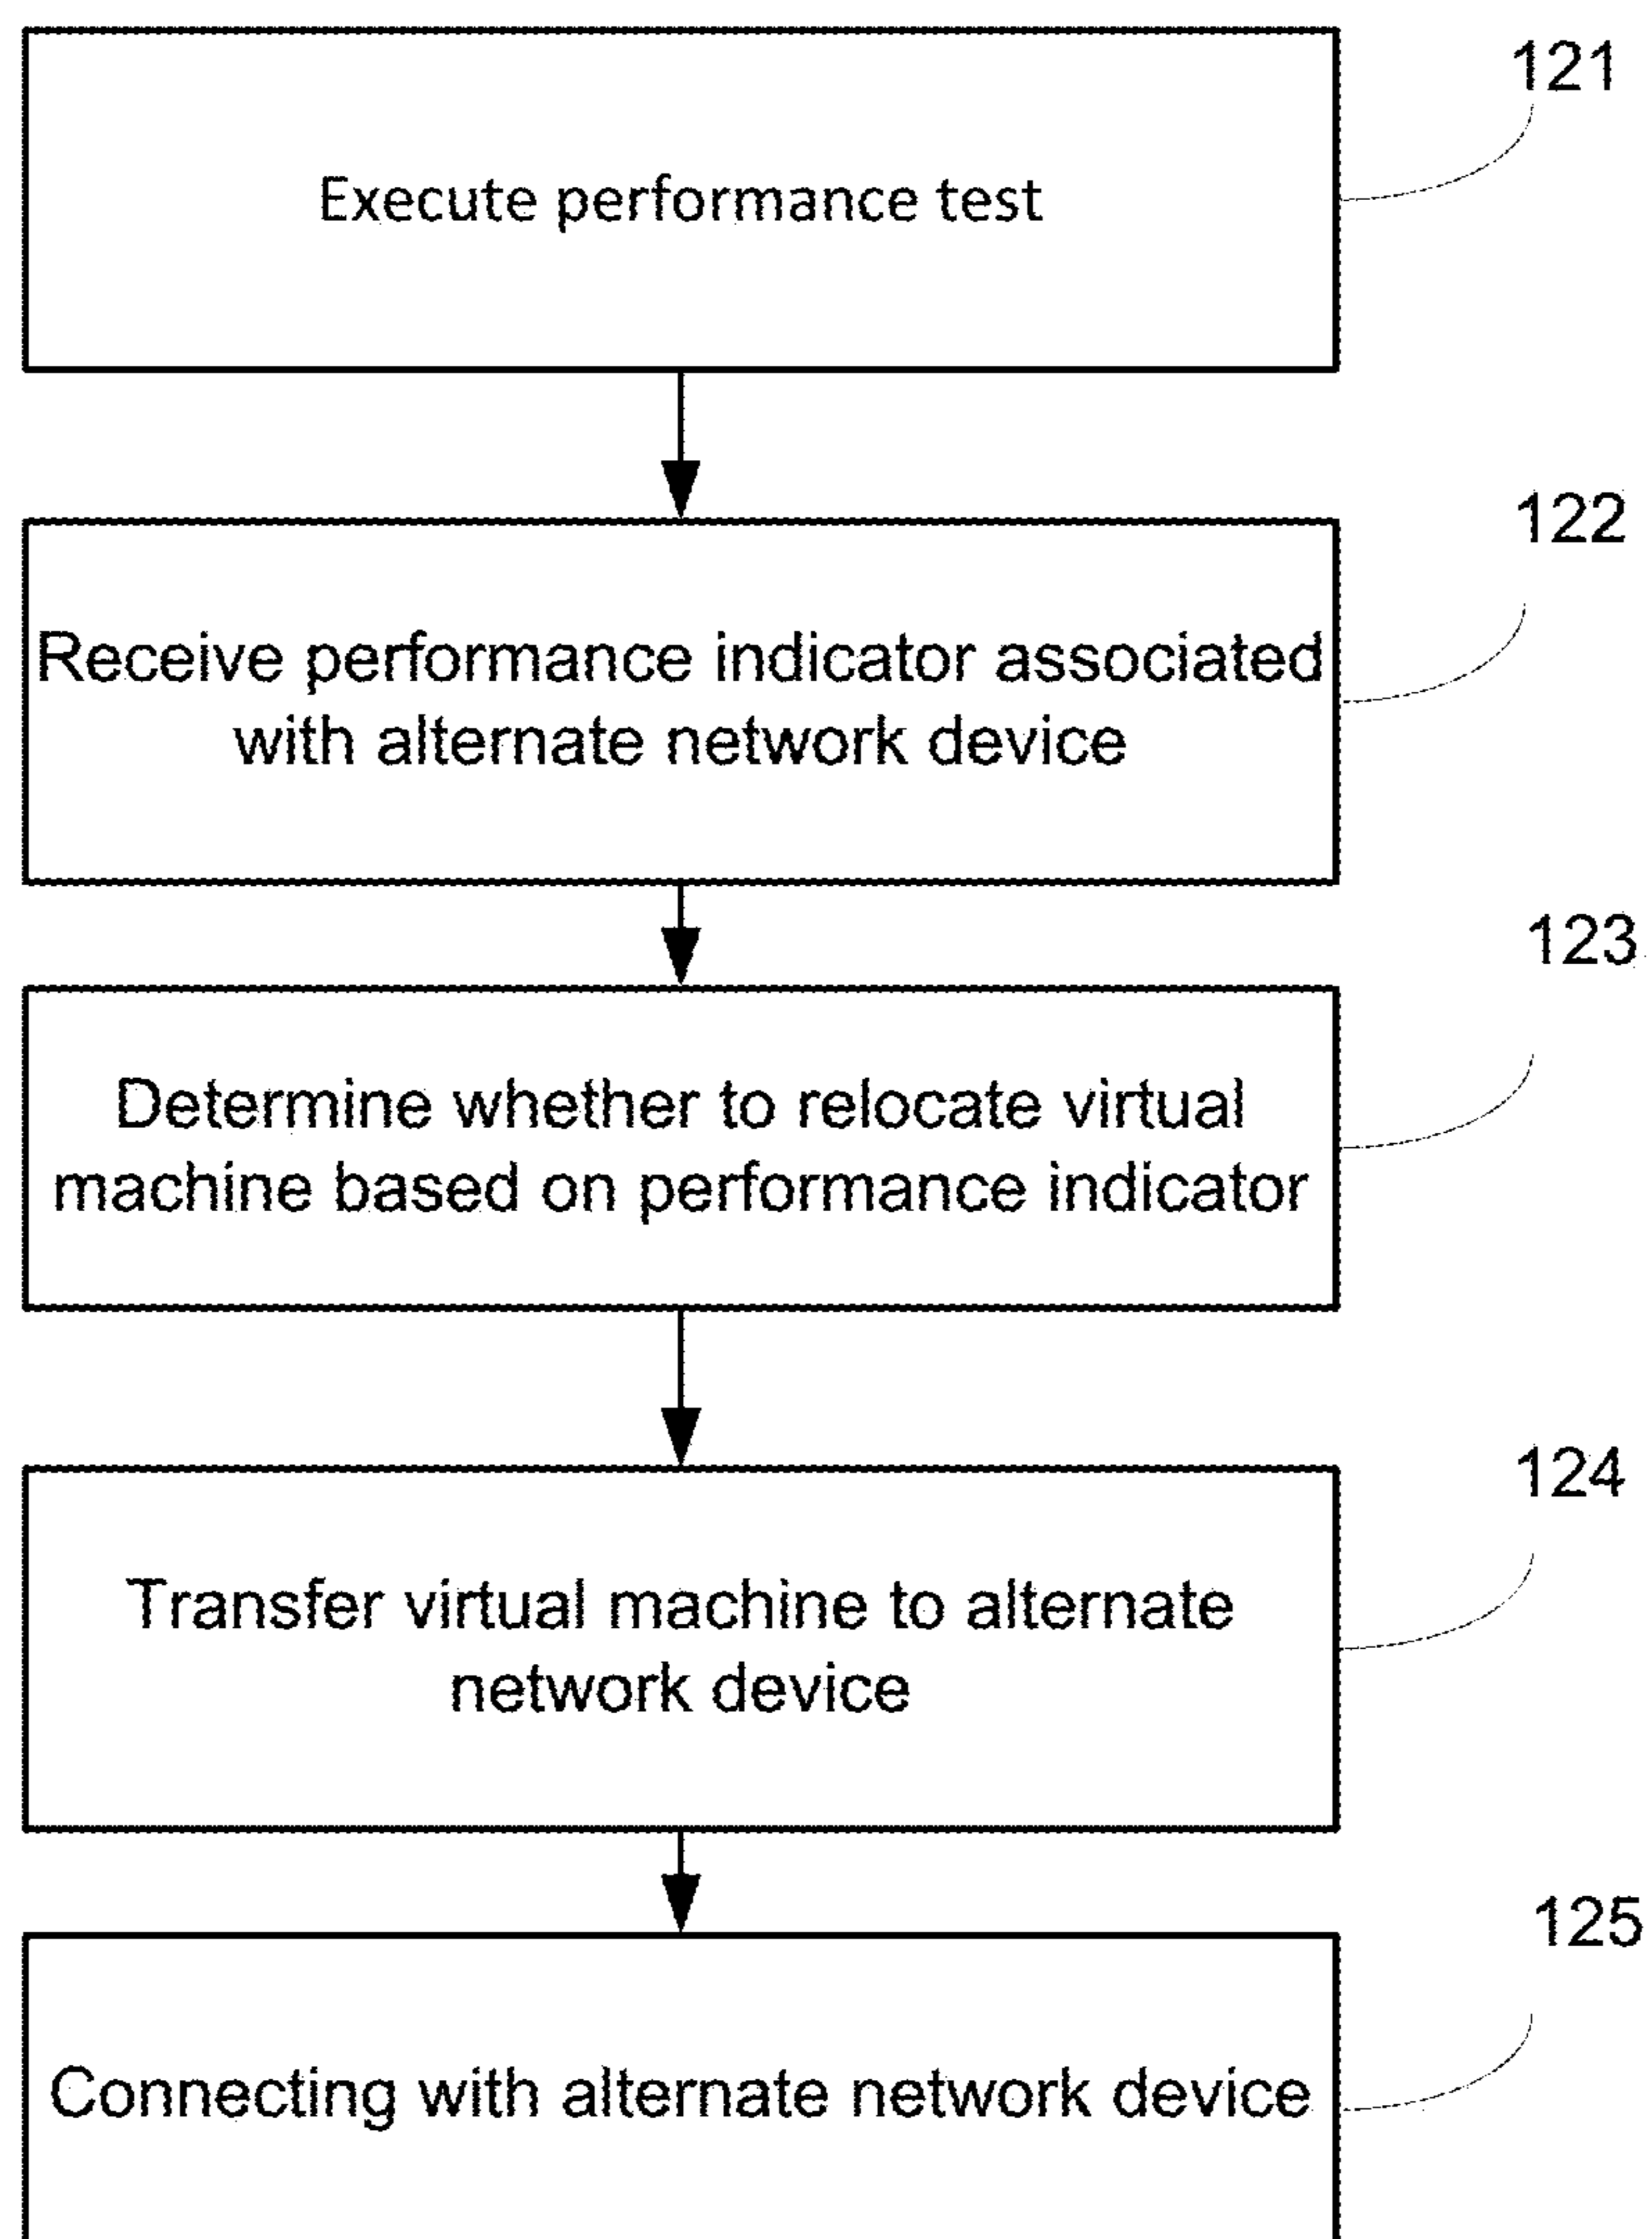 121
Execute performance test
122
Receive performance indicator associated
with alternate network device
123
Determine whether to relocate virtual
machine based on performance indicator
124
Transfer virtual machine to alternate
network device
125
Connecting with alternate network device